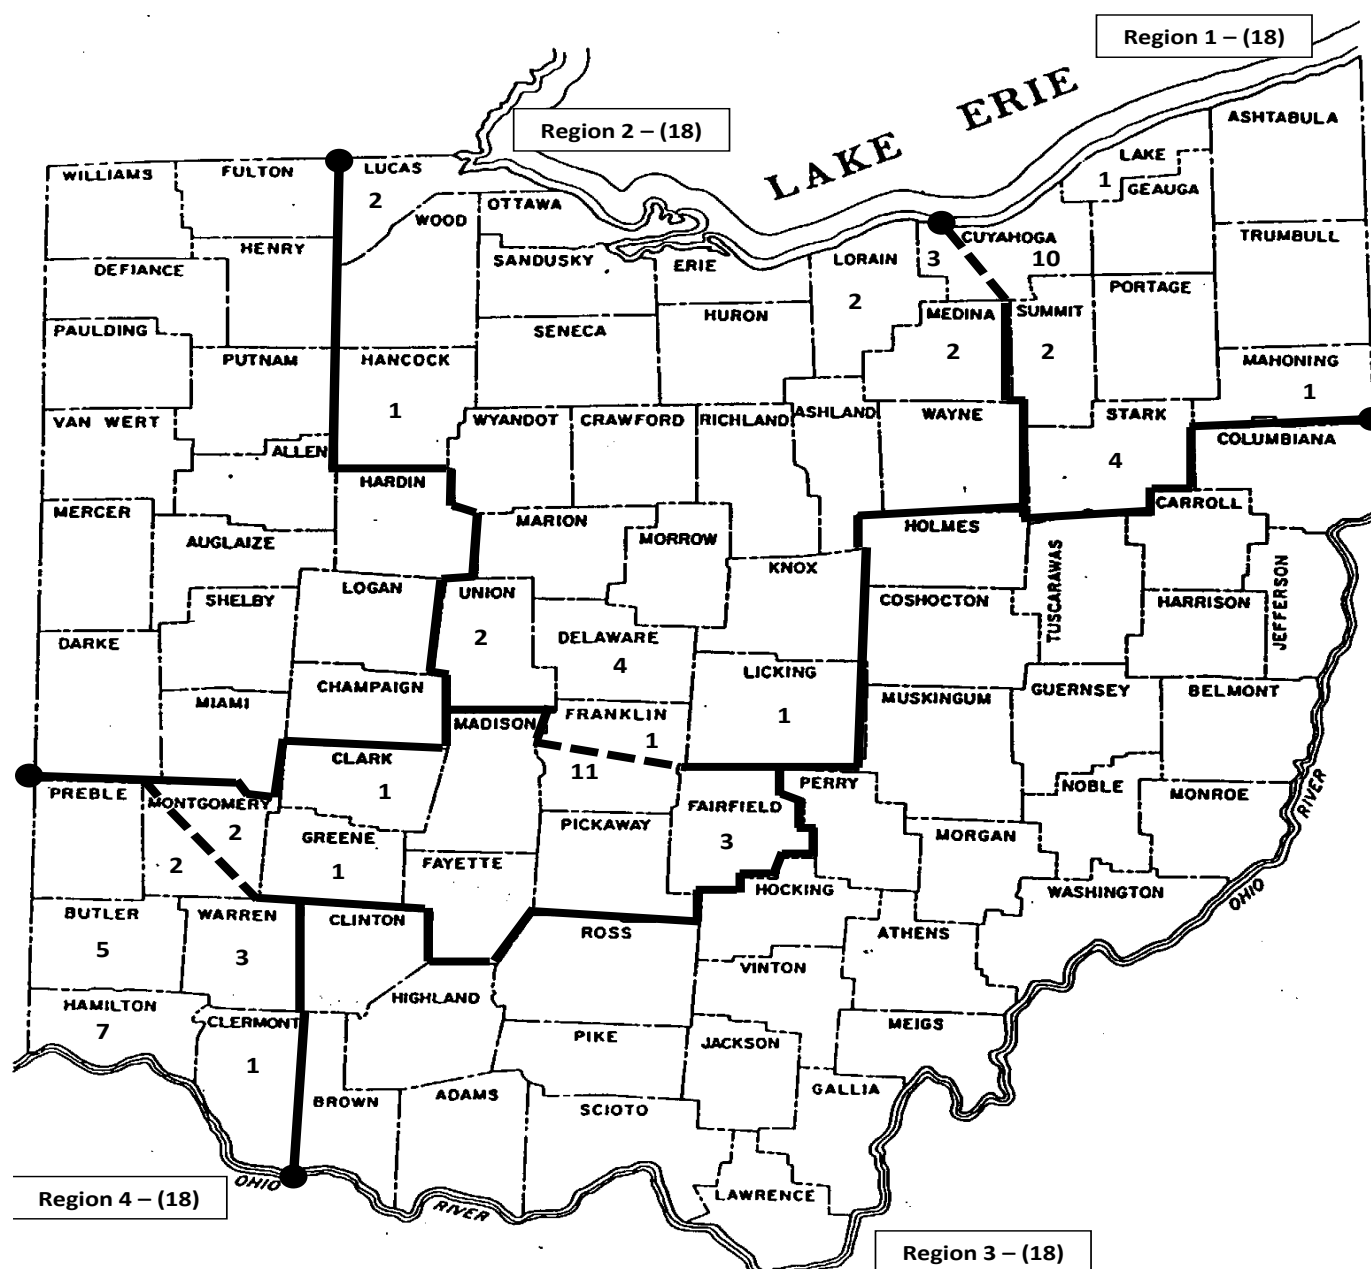 Region 1 – (18)
Region 2 – (18)
LAKE ERIE
ASHTABULA
LAKE
1
GEAUGA
WILLIAMS
FULTON
LUCAS
2
WOOD
OTTAWA
HENRY
DEFIANCE
SANDUSKY
ERIE
LORAIN
2
3
CUYAHOGA
10
TRUMBULL
PORTAGE
PAULDING
PUTNAM
HANCOCK
1
SENECA
HURON
MEDINA
2
SUMMIT
2
MAHONING
1
VAN WERT
ALLEN
WYANDOT
CRAWFORD
RICHLAND
ASHLAND
WAYNE
STARK
4
COLUMBIANA
HARDIN
MERCER
AUGLAIZE
MARION
MORROW
HOLMES
CARROLL
KNOX
LOGAN
UNION
2
SHELBY
DELAWARE
4
COSHOCTON
TUSCARAWAS
HARRISON
JEFFERSON
DARKE
CHAMPAIGN
LICKING
1
MIAMI
MUSKINGUM
GUERNSEY
BELMONT
MADISON
FRANKLIN
1
11
CLARK
1
PREBLE
MONTGOMERY
2
2
GREENE
1
PICKAWAY
FAIRFIELD
3
PERRY
NOBLE
MONROE
RIVER
MORGAN
FAYETTE
HOCKING
WASHINGTON
OHIO
BUTLER
5
WARREN
3
CLINTON
ROSS
ATHENS
VINTON
HAMILTON
7
CLERMONT
1
HIGHLAND
PIKE
JACKSON
MEIGS
BROWN
ADAMS
SCIOTO
GALLIA
OHIO
RIVER
LAWRENCE
Region 4 – (18)
Region 3 – (18)